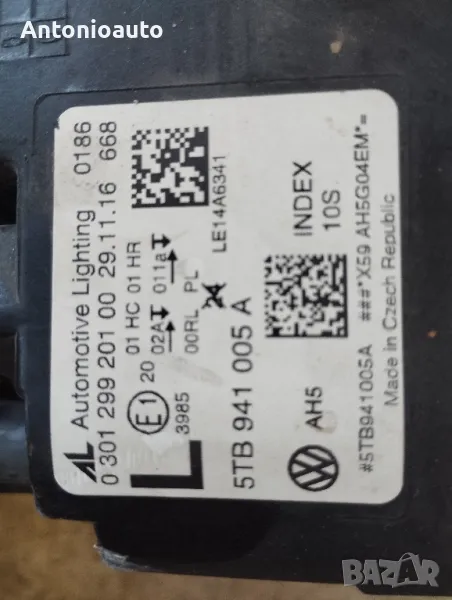 Antonioauto
AL Automotive Lighting 0186
0 301 299 201 00 29.11.16 668
E1 20 01 HC 01 HR
02A 011a
L 3985 00RL PL
24
LE14A6341
5TB 941 005 A
AH5
INDEX
10S
#5TB941005A ###*X59 AH5G04EM*=
Made in Czech Republic
BAZAR